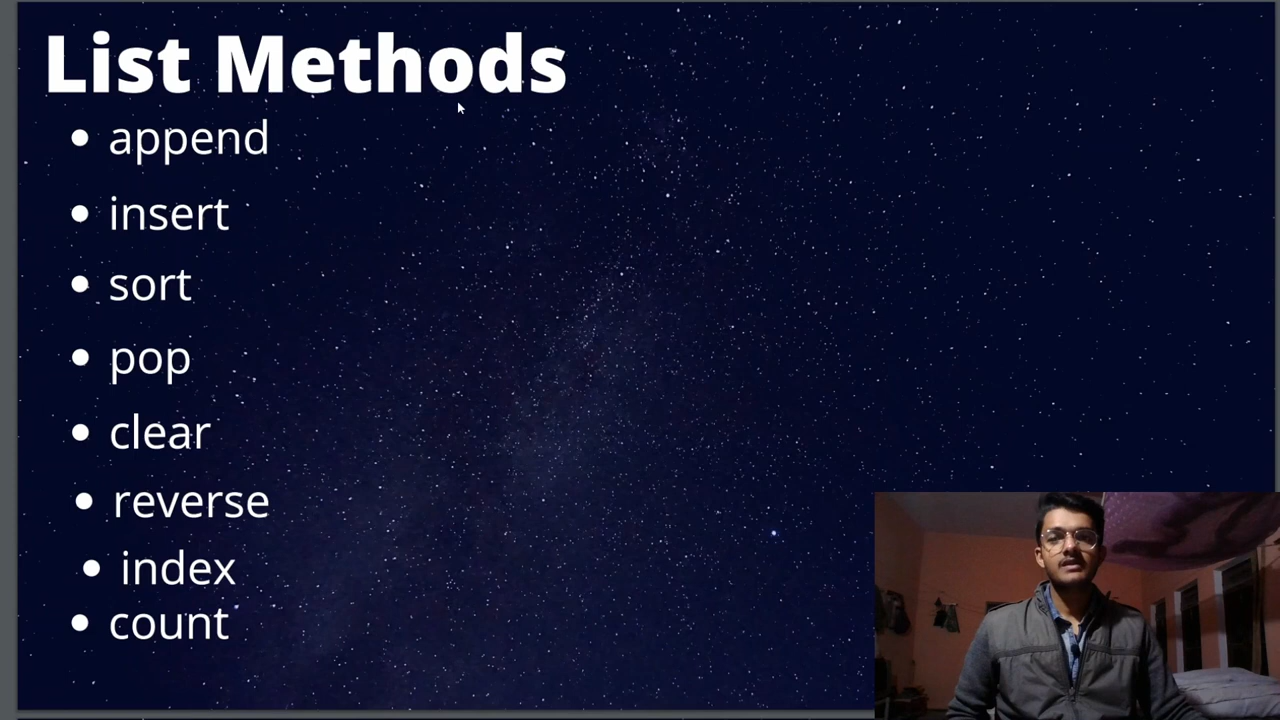 List Methods
• append
• insert
• sort
• pop
• clear
• reverse
• index
• count